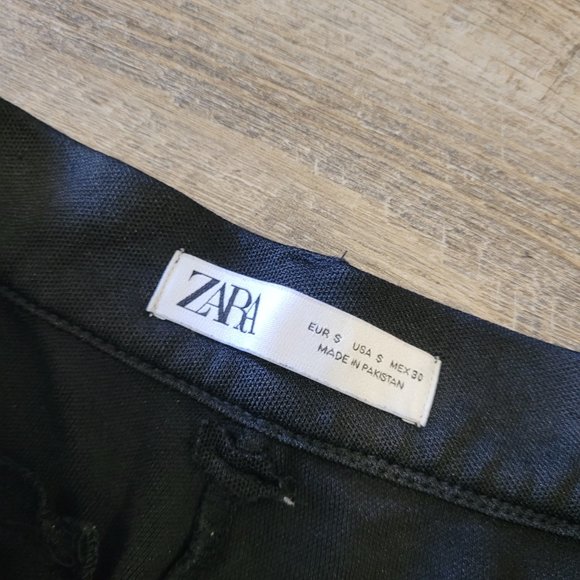 ZARA
EUR S USA S MEX 30
MADE IN PAKISTAN